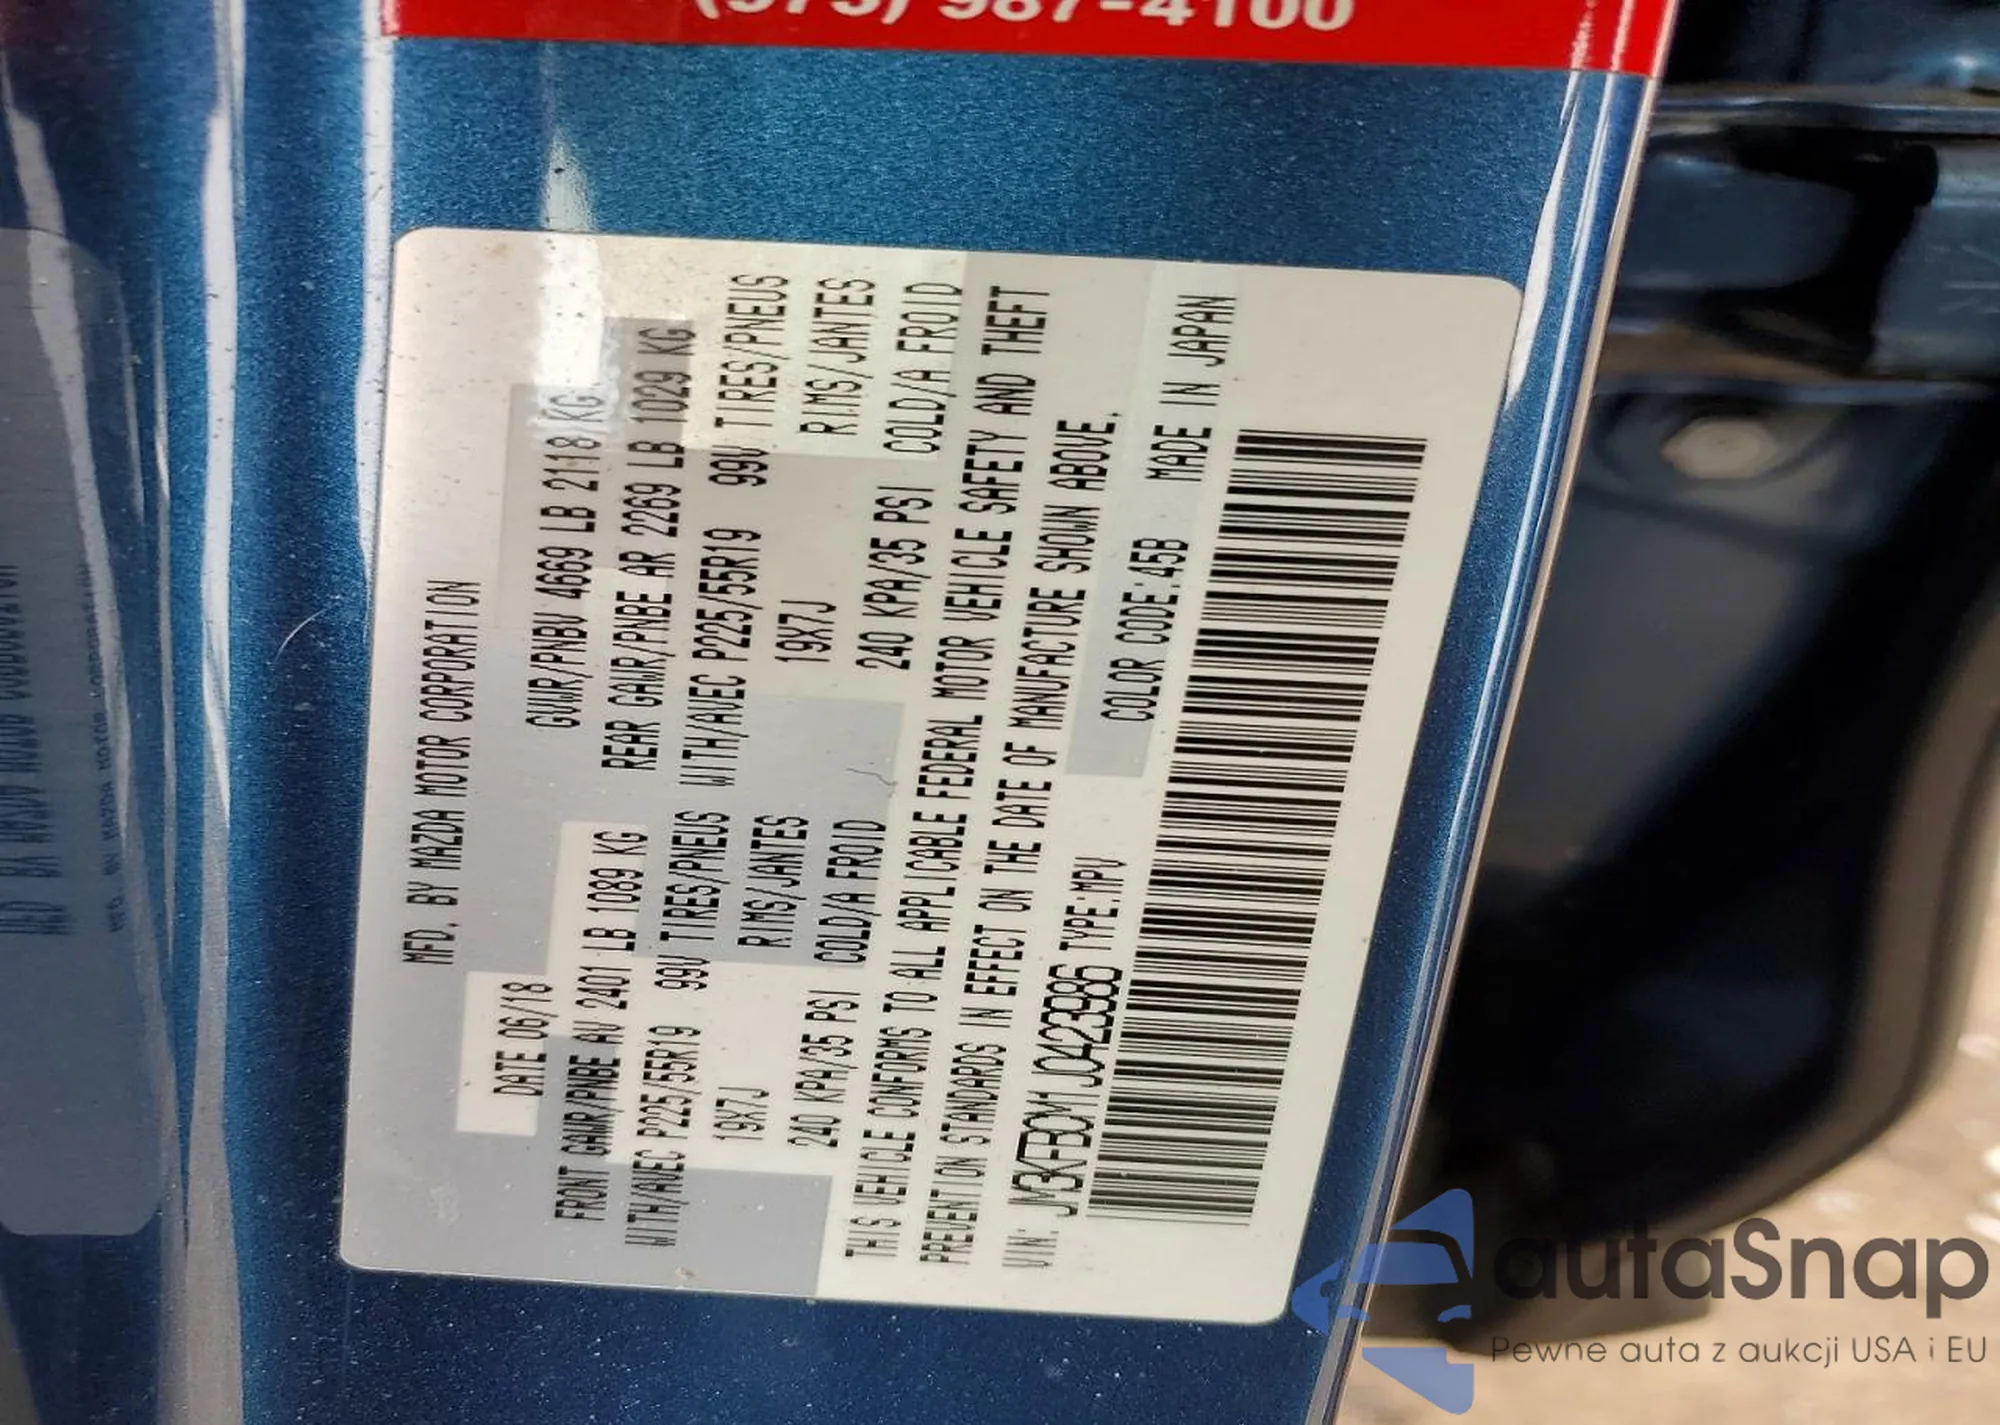 (973) 987-4100
MFD. BY MAZDA MOTOR CORPORATION
DATE 06/18 GVWR/PNBV 4669 LB 2118 KG
FRONT GAWR/PNBE AV 2401 LB 1089 KG REAR GAWR/PNBE AR 2269 LB 1029 KG
WITH/AVEC P225/55R19 99V TIRES/PNEUS WITH/AVEC P225/55R19 99V TIRES/PNEUS
19X7J RIMS/JANTES 19X7J RIMS/JANTES
240 KPA/35 PSI COLD/A FROID 240 KPA/35 PSI COLD/A FROID
THIS VEHICLE CONFORMS TO ALL APPLICABLE FEDERAL MOTOR VEHICLE SAFETY AND THEFT
PREVENTION STANDARDS IN EFFECT ON THE DATE OF MANUFACTURE SHOWN ABOVE.
VIN: JM3KFBDY1J0423986 TYPE:MPV COLOR CODE:45B MADE IN JAPAN
autaSnap
Pewne auta z aukcji USA i EU